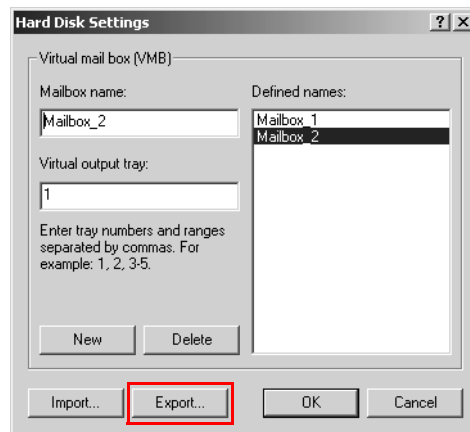 Hard Disk Settings
Virtual mail box (VMB)
Mailbox name:
Mailbox_2
Virtual output tray:
1
Enter tray numbers and ranges
separated by commas. For
example: 1, 2, 3-5.
New
Delete
Defined names:
Mailbox_1
Mailbox_2
Import...
Export...
OK
Cancel